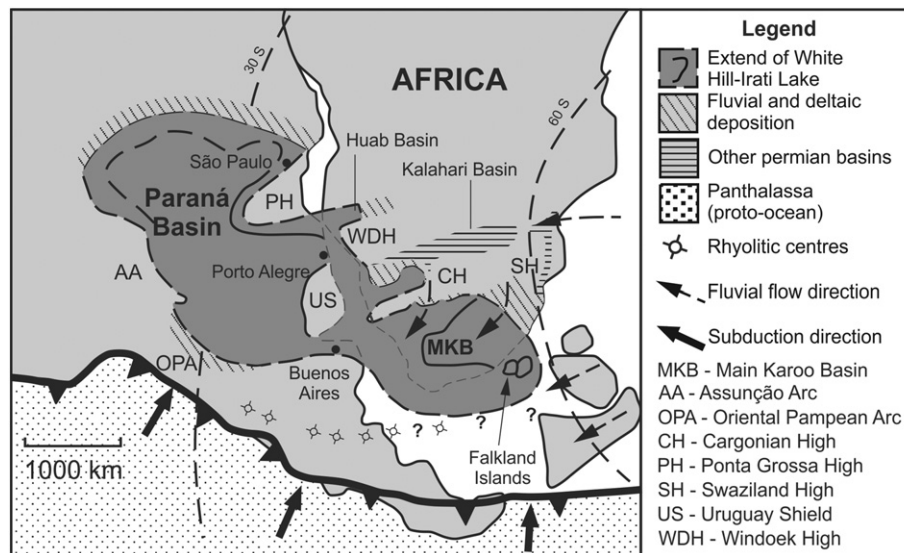 30 S
AFRICA
60 S
São Paulo
Huab Basin
Kalahari Basin
PH
Paraná
Basin
WDH
AA
Porto Alegre
CH
SH
US
MKB
OPA
Buenos
Aires
? ? ?
Falkland
Islands
1000 km
Legend
Extend of White
Hill-Irati Lake
Fluvial and deltaic
deposition
Other permian basins
Panthalassa
(proto-ocean)
Rhyolitic centres
Fluvial flow direction
Subduction direction
MKB - Main Karoo Basin
AA - Assunção Arc
OPA - Oriental Pampean Arc
CH - Cargonian High
PH - Ponta Grossa High
SH - Swaziland High
US - Uruguay Shield
WDH - Windoek High